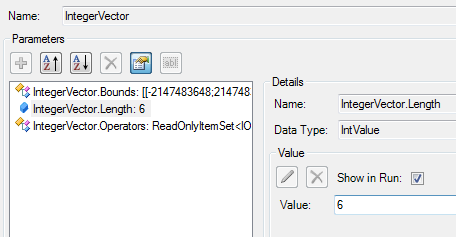 Name: IntegerVector
Parameters
IntegerVector.Bounds: [[-2147483648;214748
IntegerVector.Length: 6
IntegerVector.Operators: ReadOnlyItemSet<IO
Details
Name: IntegerVector.Length
Data Type: IntValue
Value
Show in Run:
Value: 6